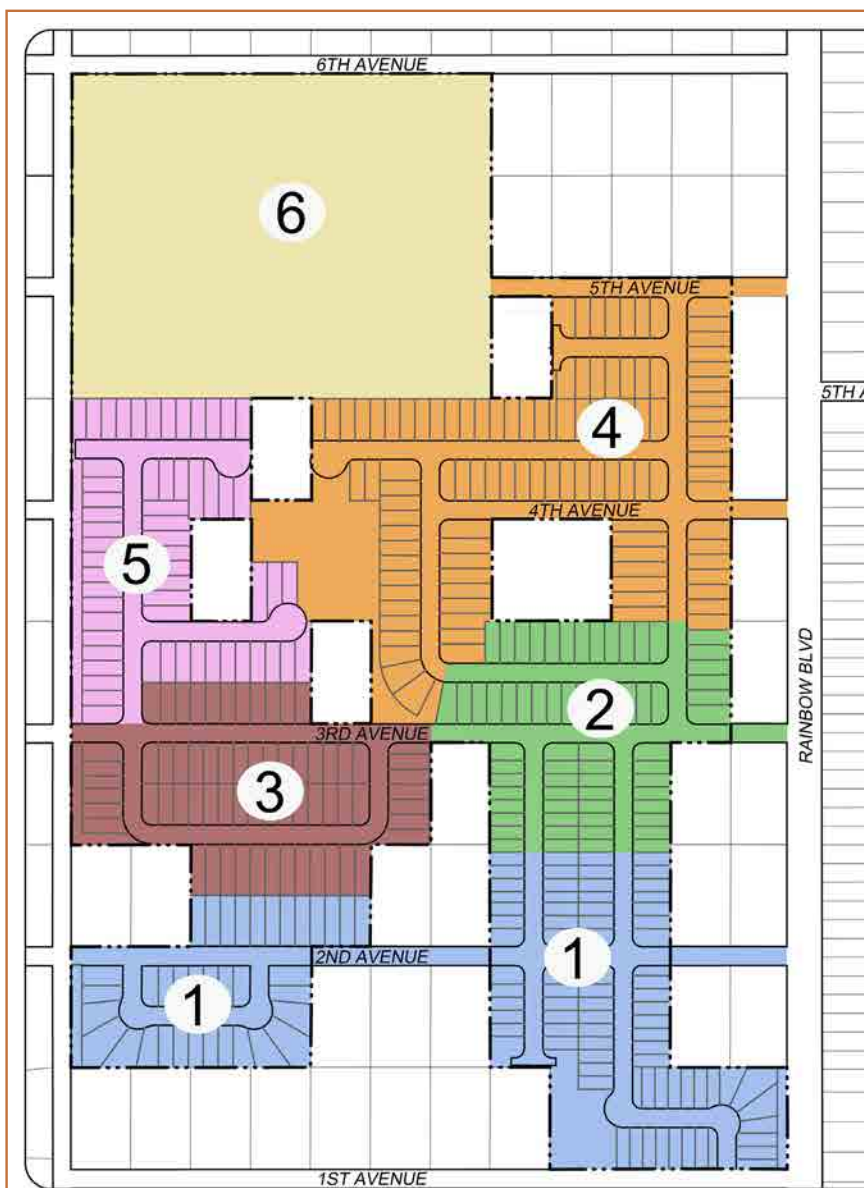 6TH AVENUE
6
5TH AVENUE
5TH A
4
4TH AVENUE
5
RAINBOW BLVD
2
3RD AVENUE
3
2ND AVENUE
1
1
1ST AVENUE